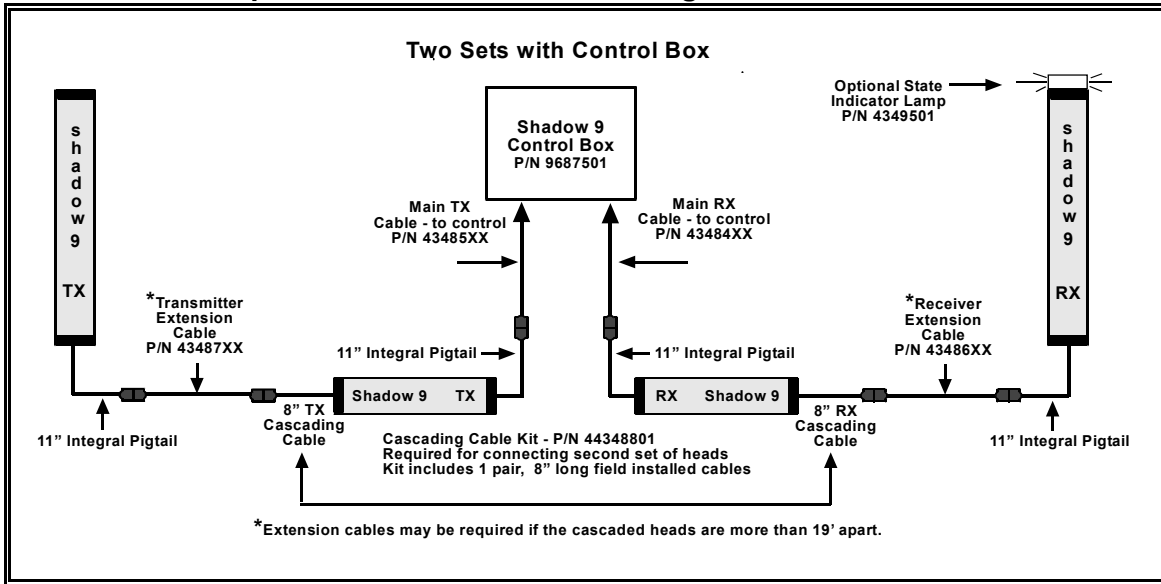 Two Sets with Control Box
Optional State
Indicator Lamp
P/N 4349501
shadow 9
TX
Shadow 9
Control Box
P/N 9687501
shadow 9
RX
Main TX
Cable - to control
P/N 43485XX
Main RX
Cable - to control
P/N 43484XX
*Transmitter
Extension
Cable
P/N 43487XX
*Receiver
Extension
Cable
P/N 43486XX
11” Integral Pigtail
11” Integral Pigtail
Shadow 9 TX
RX Shadow 9
11” Integral Pigtail
8” TX
Cascading
Cable
Cascading Cable Kit - P/N 44348801
Required for connecting second set of heads
Kit includes 1 pair, 8” long field installed cables
8” RX
Cascading
Cable
11” Integral Pigtail
*Extension cables may be required if the cascaded heads are more than 19’ apart.